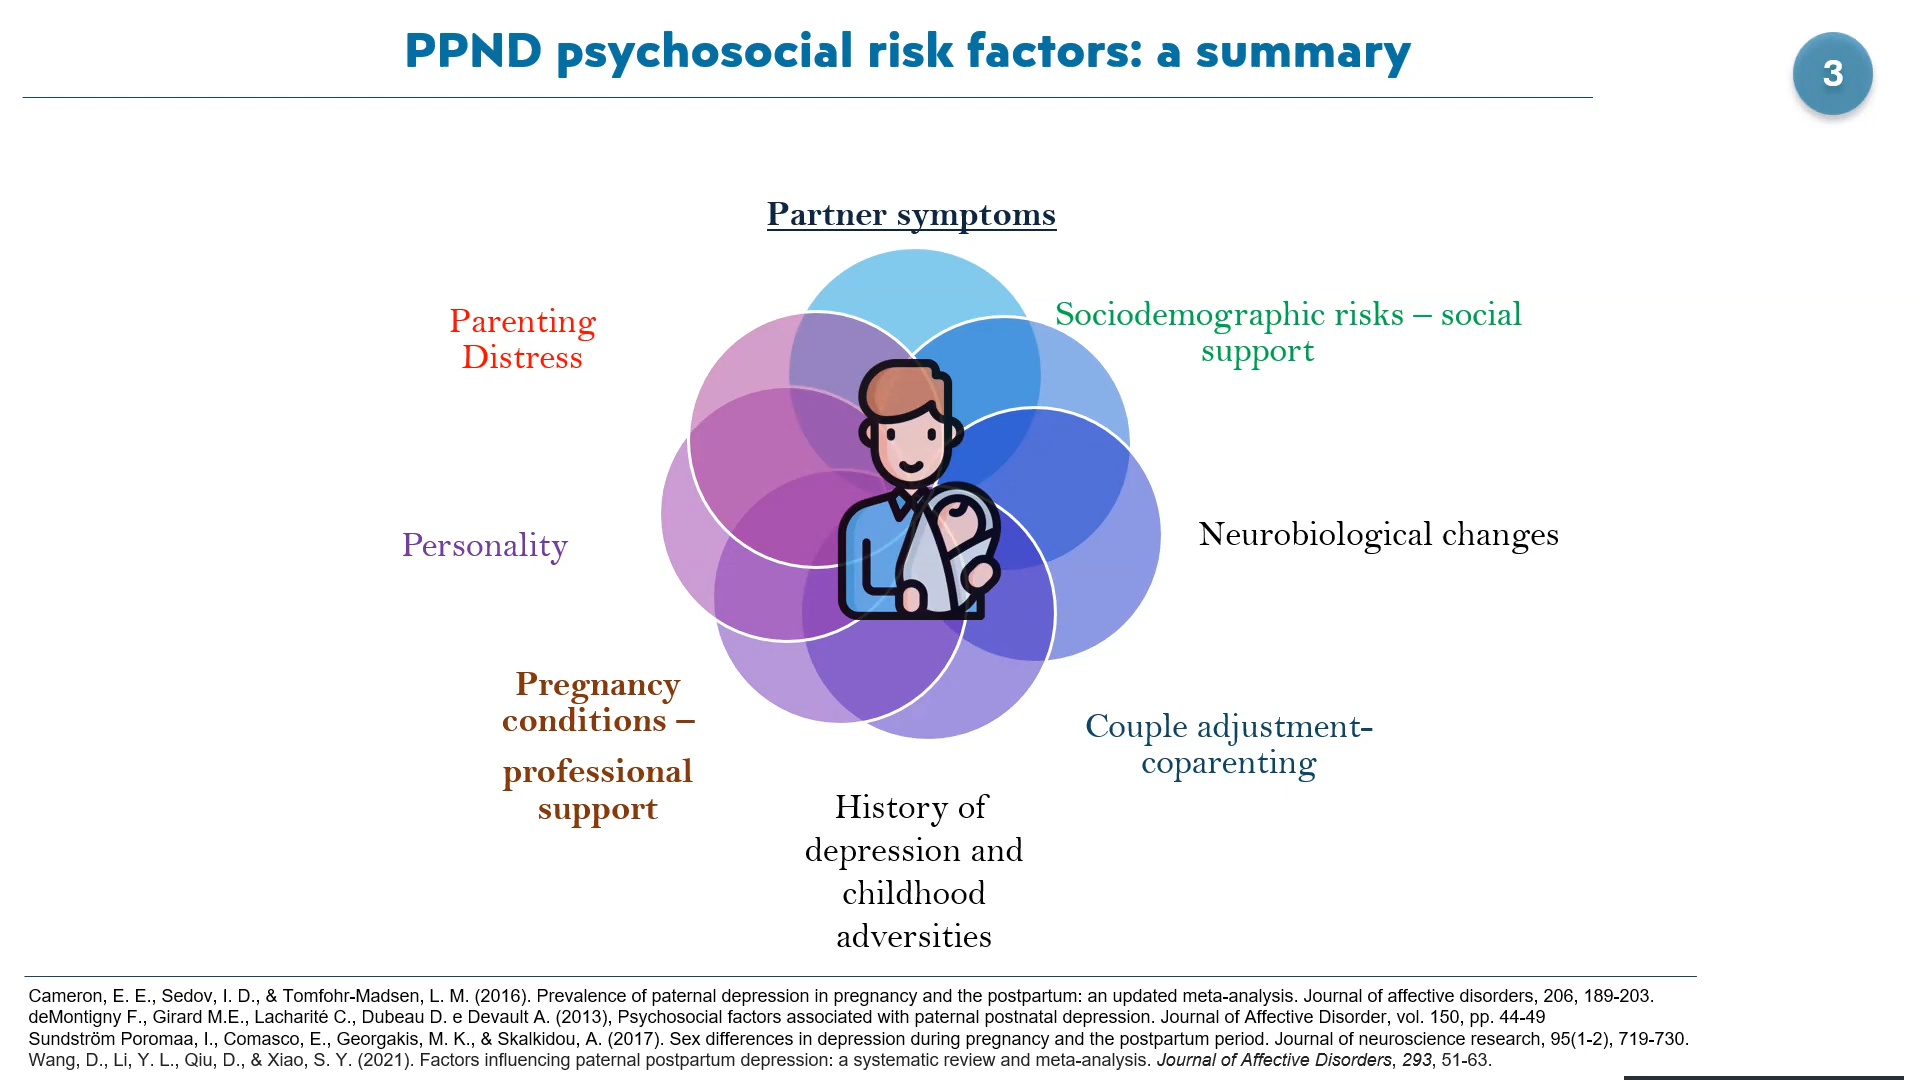 PPND psychosocial risk factors: a summary
3
Partner symptoms
Parenting
Distress
Sociodemographic risks – social
support
Personality
Neurobiological changes
Pregnancy
conditions –
professional
support
Couple adjustment-
coparenting
History of
depression and
childhood
adversities
Cameron, E. E., Sedov, I. D., & Tomfohr-Madsen, L. M. (2016). Prevalence of paternal depression in pregnancy and the postpartum: an updated meta-analysis. Journal of affective disorders, 206, 189-203.
deMontigny F., Girard M.E., Lacharité C., Dubeau D. e Devault A. (2013), Psychosocial factors associated with paternal postnatal depression. Journal of Affective Disorder, vol. 150, pp. 44-49
Sundström Poromaa, I., Comasco, E., Georgakis, M. K., & Skalkidou, A. (2017). Sex differences in depression during pregnancy and the postpartum period. Journal of neuroscience research, 95(1-2), 719-730.
Wang, D., Li, Y. L., Qiu, D., & Xiao, S. Y. (2021). Factors influencing paternal postpartum depression: a systematic review and meta-analysis. Journal of Affective Disorders, 293, 51-63.